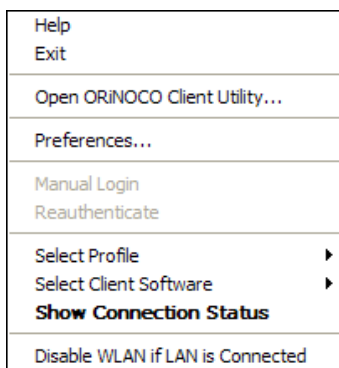 Help
Exit
Open ORiNOCO Client Utility...
Preferences...
Manual Login
Reauthenticate
Select Profile
Select Client Software
Show Connection Status
Disable WLAN if LAN is Connected